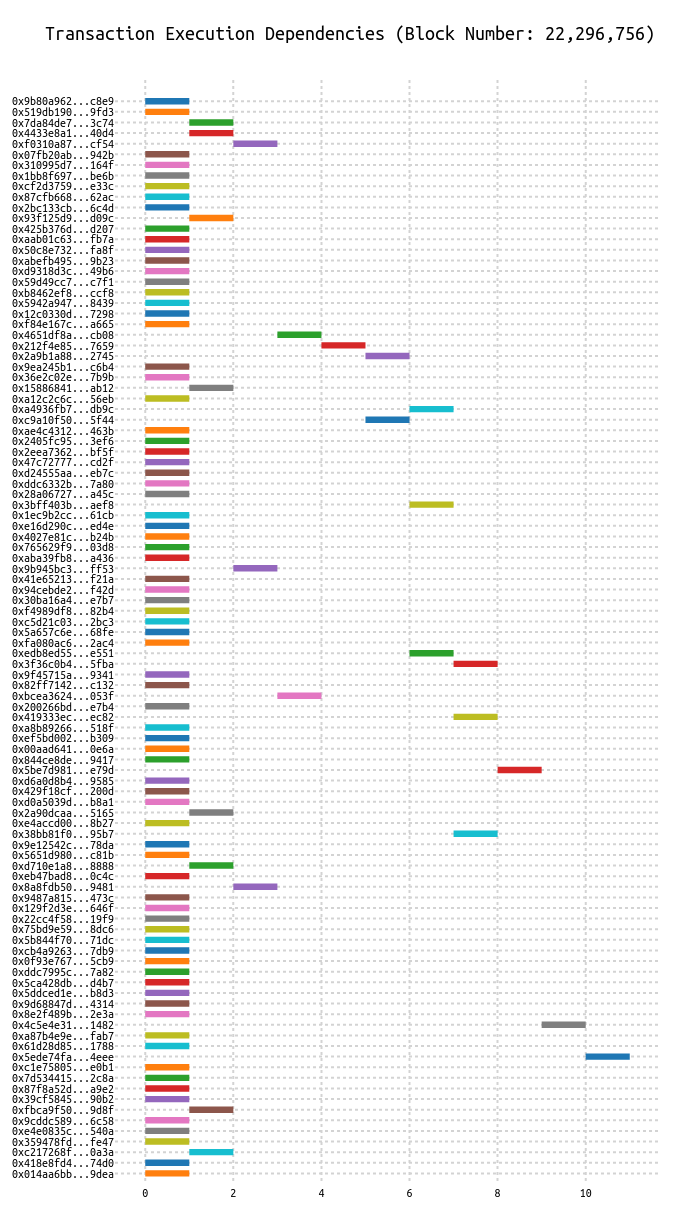 Transaction Execution Dependencies (Block Number: 22,296,756)
0x9b80a962...c8e9
0x519db190...9fd3
0x7da84de7...3c74
0x4433e8a1...40d4
0xf0310a87...cf54
0x07fb20ab...942b
0x310995d7...164f
0x1bb8f697...be6b
0xcf2d3759...e33c
0x87cfb668...62ac
0x2bc133cb...6c4d
0x93f125d9...d09c
0x425b376d...d207
0xaab01c63...fb7a
0x50c8e732...fa8f
0xabefb495...9b23
0xd9318d3c...49b6
0x59d49cc7...c7f1
0xb8462ef8...ccf8
0x5942a947...8439
0x12c0330d...7298
0xf84e167c...a665
0x4651df8a...cb08
0x212f4e85...7659
0x2a9b1a88...2745
0x9ea245b1...c6b4
0x36e2c02e...7b9b
0x15886841...ab12
0xa12c2c6c...56eb
0xa4936fb7...db9c
0xc9a10f50...5f44
0xae4c4312...463b
0x2405fc95...3ef6
0x2eea7362...bf5f
0x47c72777...cd2f
0xd24555aa...eb7c
0xddc6332b...7a80
0x28a06727...a45c
0x3bff403b...aef8
0x1ec9b2cc...61cb
0xe16d290c...ed4e
0x4027e81c...b24b
0x765629f9...03d8
0xaba39fb8...a436
0x9b945bc3...ff53
0x41e65213...f21a
0x94cebde2...f42d
0x30ba16a4...e7b7
0xf4989df8...82b4
0xc5d21c03...2bc3
0x5a657c6e...68fe
0xfa080ac6...2ac4
0xedb8ed55...e551
0x3f36c0b4...5fba
0x9f45715a...9341
0x82ff7142...c132
0xbcea3624...053f
0x200266bd...e7b4
0x419333ec...ec82
0xa8b89266...518f
0xef5bd002...b309
0x00aad641...0e6a
0x844ce8de...9417
0x5be7d981...e79d
0xd6a0d8b4...9585
0x429f18cf...200d
0xd0a5039d...b8a1
0x2a90dcaa...5165
0xe4accd00...8b27
0x38bb81f0...95b7
0x9e12542c...78da
0x5651d980...c81b
0xd710e1a8...8888
0xeb47bad8...0c4c
0x8a8fdb50...9481
0x9487a815...473c
0x129f2d3e...646f
0x22cc4f58...19f9
0x75bd9e59...8dc6
0x5b844f70...71dc
0xcb4a9263...7db9
0x0f93e767...5cb9
0xddc7995c...7a82
0x5ca428db...d4b7
0x5ddced1e...b8d3
0x9d68847d...4314
0x8e2f489b...2e3a
0x4c5e4e31...1482
0xa87b4e9e...fab7
0x61d28d85...1788
0x5ede74fa...4eee
0xc1e75805...e0b1
0x7d534415...2c8a
0x87f8a52d...a9e2
0x39cf5845...90b2
0xfbca9f50...9d8f
0x9cddc589...6c58
0xe4e0835c...540a
0x359478fd...fe47
0xc217268f...0a3a
0x418e8fd4...74d0
0x014aa6bb...9dea
0 2 4 6 8 10